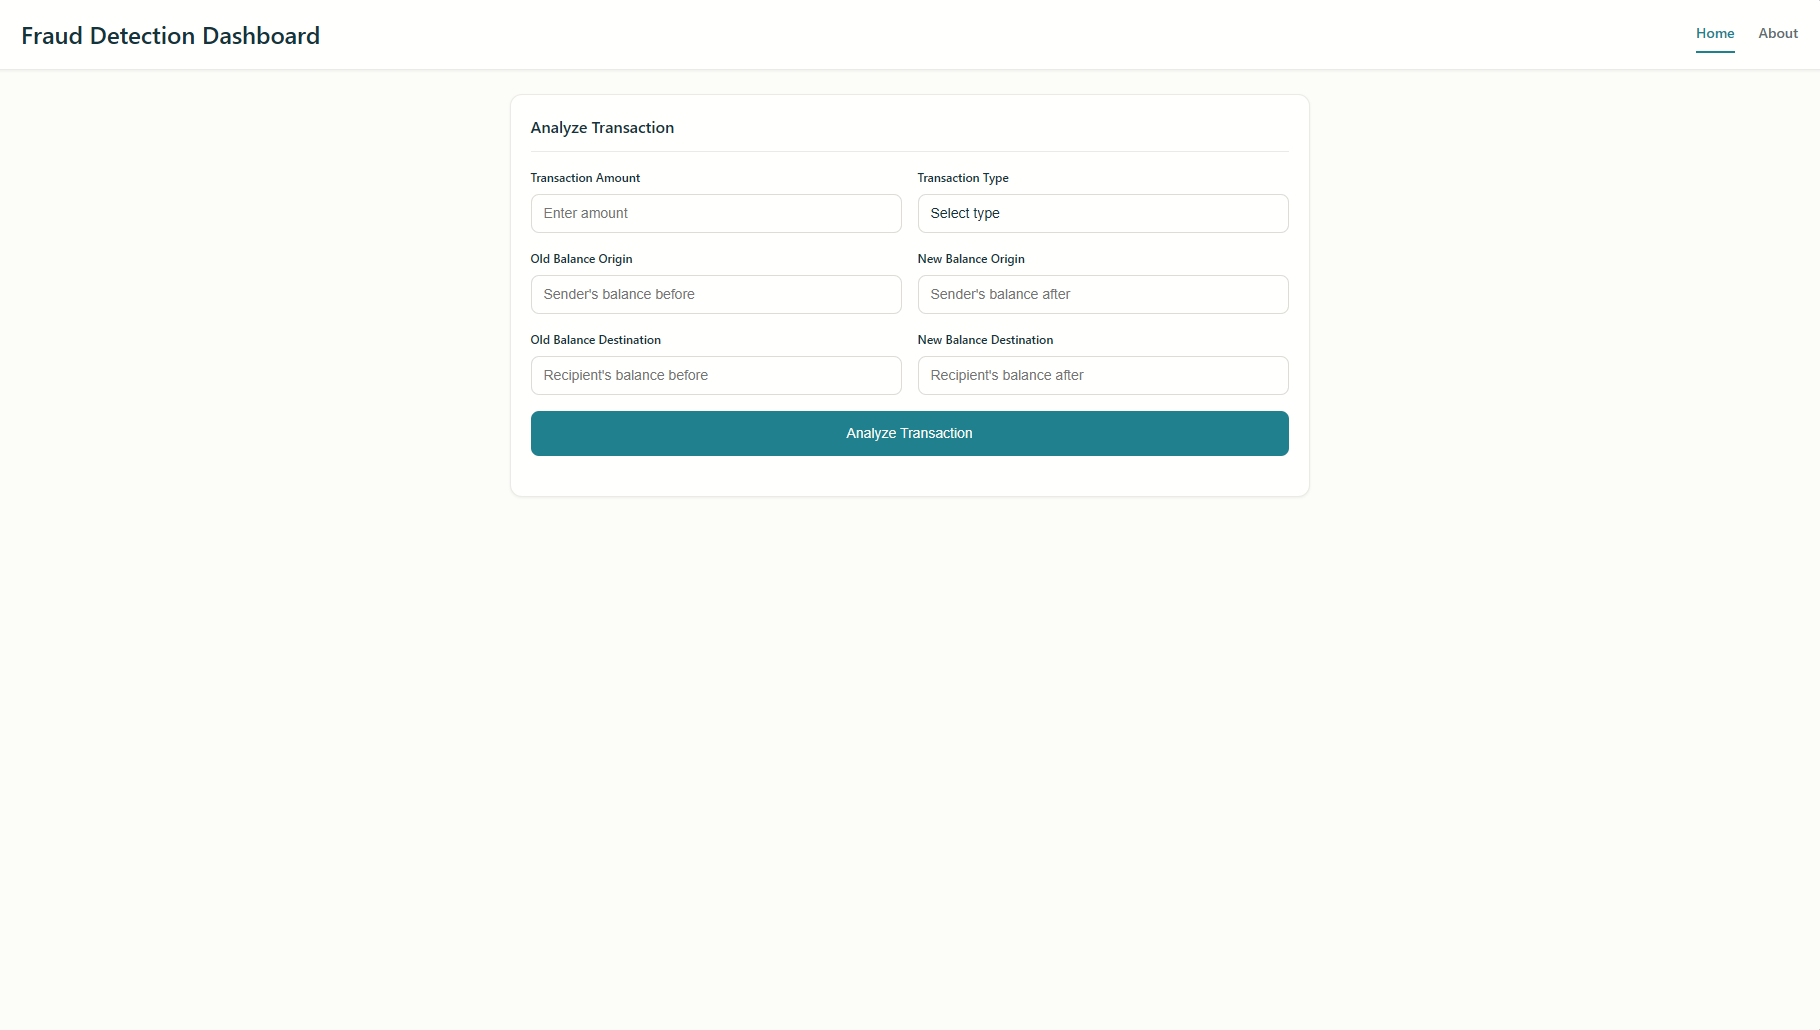 Fraud Detection Dashboard
Home About
Analyze Transaction
Transaction Amount Transaction Type
Enter amount Select type
Old Balance Origin New Balance Origin
Sender's balance before Sender's balance after
Old Balance Destination New Balance Destination
Recipient's balance before Recipient's balance after
Analyze Transaction